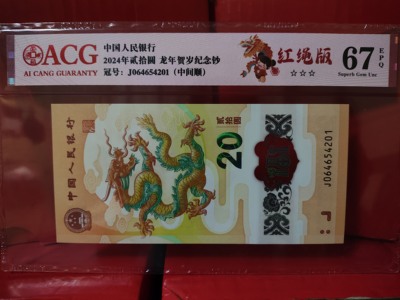 ACG
AI CANG GUARANTY
中国人民银行
2024年贰拾圆 龙年贺岁纪念钞
冠号：J064654201（中间顺）
红绳版
67
EPQ
Superb Gem Unc
中国人民银行
贰拾圆
20
J064654201